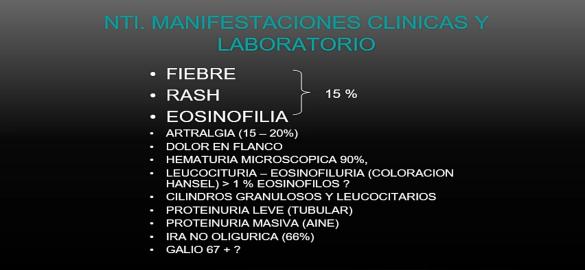 NTI. MANIFESTACIONES CLINICAS Y
LABORATORIO
• FIEBRE
• RASH
15 %
• EOSINOFILIA
• ARTRALGIA (15 – 20%)
• DOLOR EN FLANCO
• HEMATURIA MICROSCOPICA 90%,
• LEUCOCITURIA – EOSINOFILURIA (COLORACION
HANSEL) > 1 % EOSINOFILOS ?
• CILINDROS GRANULOSOS Y LEUCOCITARIOS
• PROTEINURIA LEVE (TUBULAR)
• PROTEINURIA MASIVA (AINE)
• IRA NO OLIGURICA (66%)
• GALIO 67 + ?